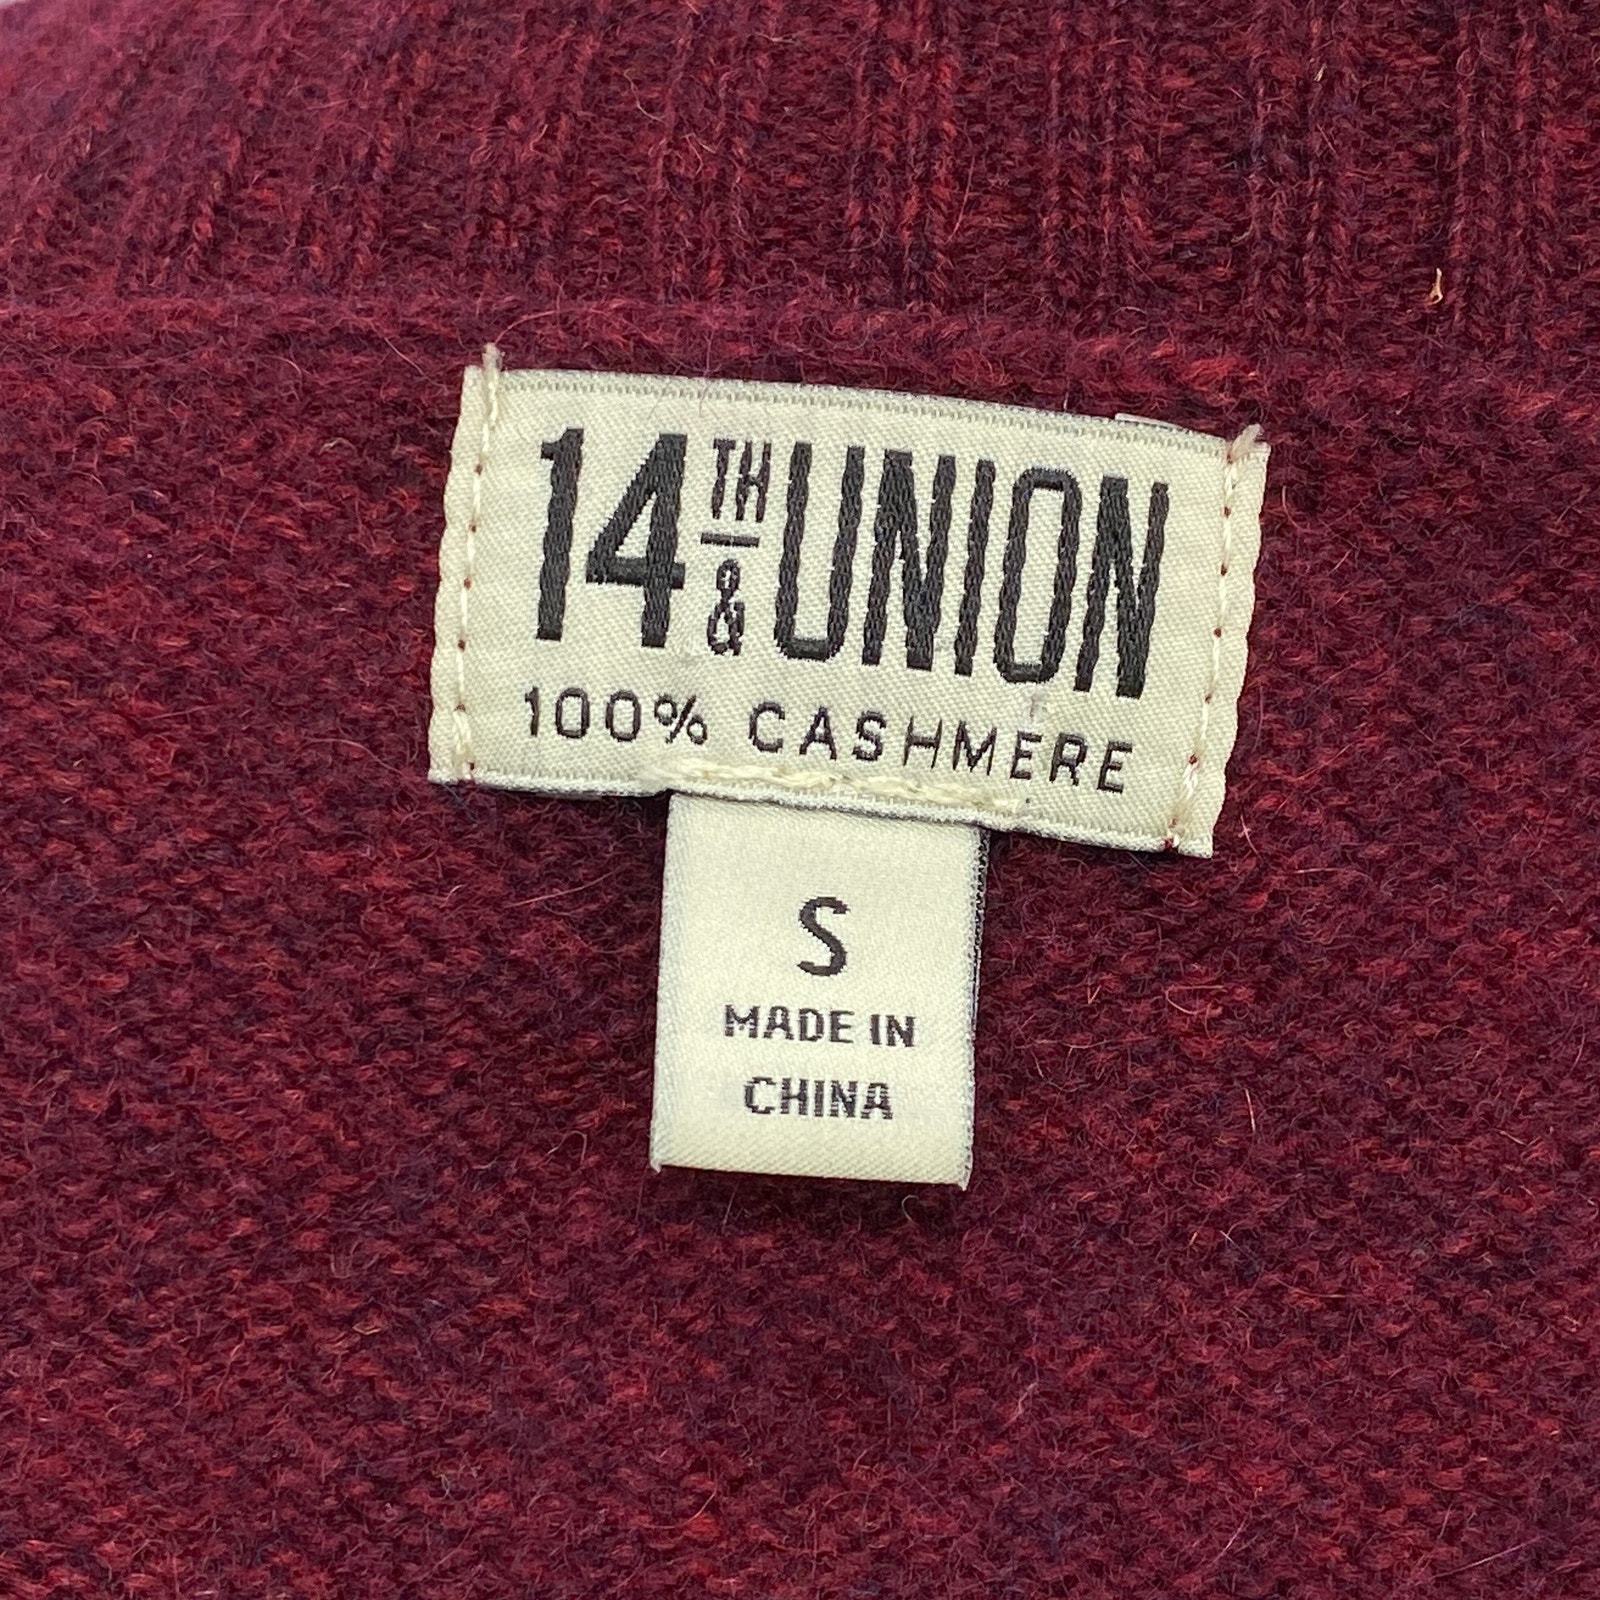 14TH & UNION
100% CASHMERE
S
MADE IN
CHINA